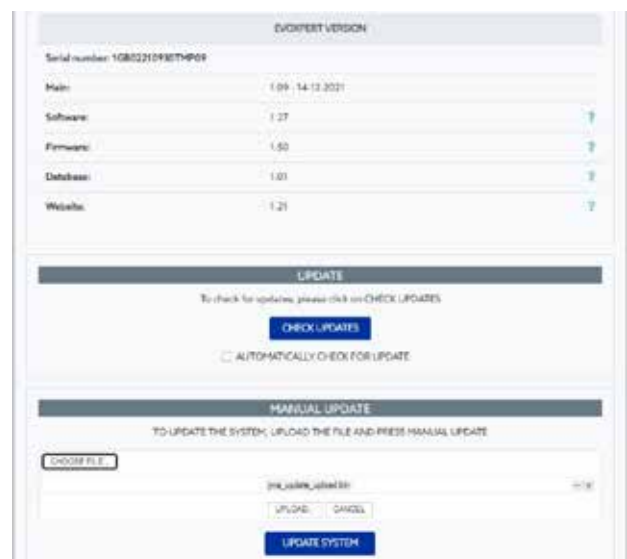 EVOXPERT VERSION
Serial number:
Main: 1.09 - 14.12.2021
Software: 1.27 ?
Firmware: 1.50 ?
Database: 1.01 ?
Website: 1.21 ?
UPDATE
To check for updates, please click on CHECK UPDATES
CHECK UPDATES
AUTOMATICALLY CHECK FOR UPDATE
MANUAL UPDATE
TO UPDATE THE SYSTEM, UPLOAD THE FILE AND PRESS MANUAL UPDATE
CHOOSE FILE...
UPLOAD CANCEL
UPDATE SYSTEM